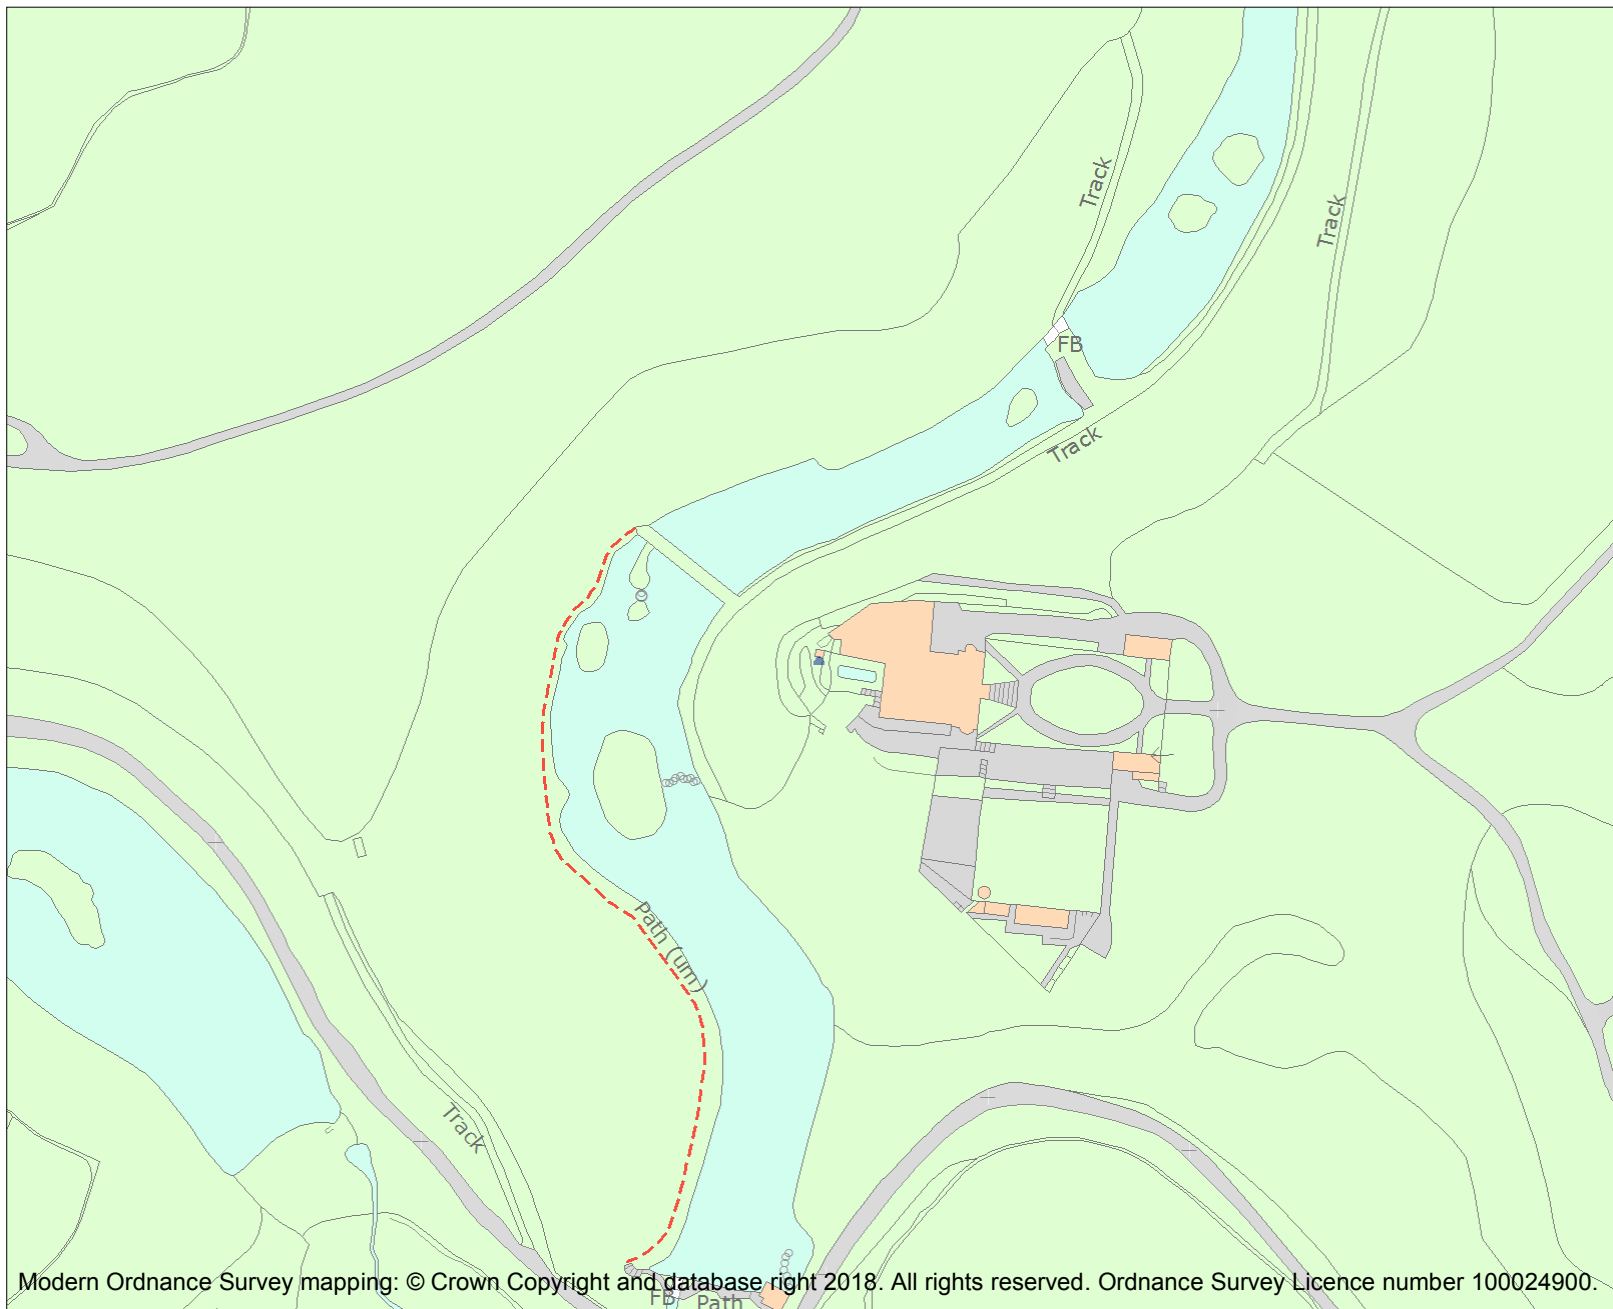 Track
Track
FB
Track
Path (um)
Track
Modern Ordnance Survey mapping: © Crown Copyright and database right 2018. All rights reserved. Ordnance Survey Licence number 100024900.
FB
Path